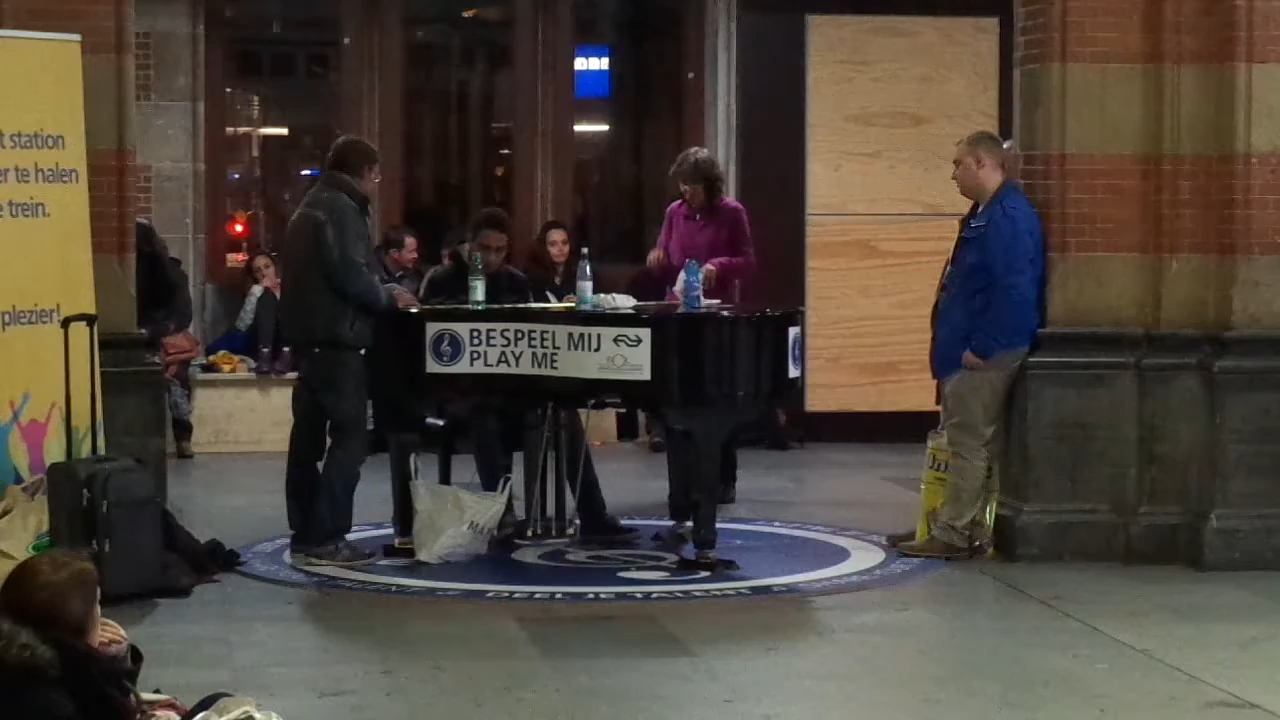 t station
er te halen
e trein.
plezier!
BESPEEL MIJ
PLAY ME
DEEL JE TALENT